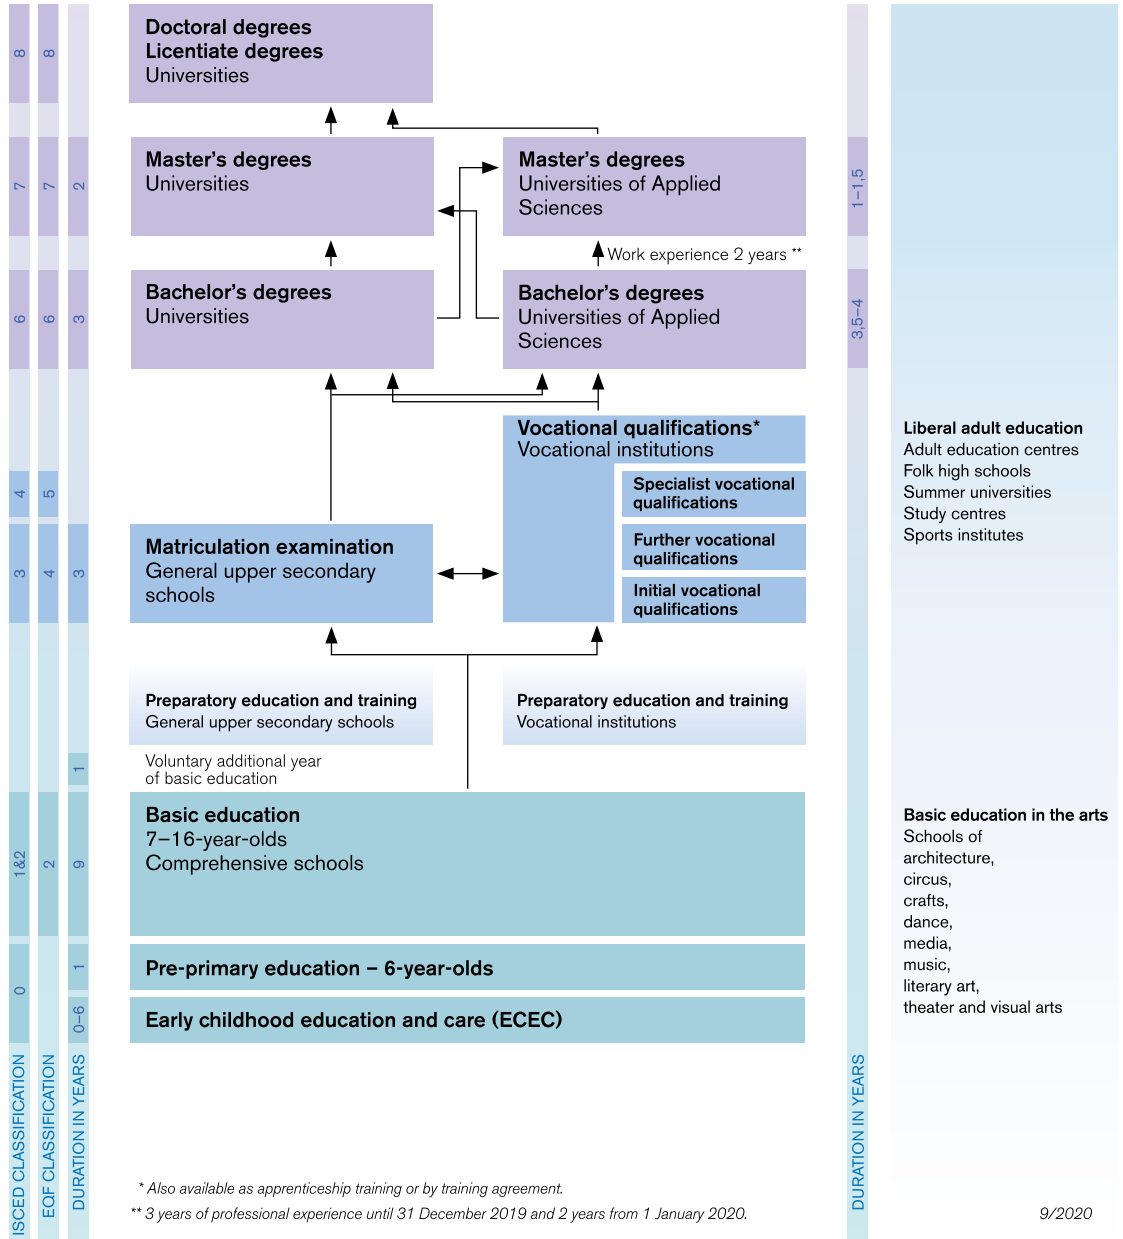 8
8
Doctoral degrees
Licentiate degrees
Universities
7
7
2
Master’s degrees
Universities
Master’s degrees
Universities of Applied
Sciences
1–1,5
Work experience 2 years **
6
6
3
Bachelor’s degrees
Universities
Bachelor’s degrees
Universities of Applied
Sciences
3,5–4
4
5
Vocational qualifications*
Vocational institutions
Specialist vocational
qualifications
Further vocational
qualifications
Initial vocational
qualifications
3
4
3
Matriculation examination
General upper secondary
schools
Preparatory education and training
General upper secondary schools
Preparatory education and training
Vocational institutions
1
Voluntary additional year
of basic education
1&2
2
9
Basic education
7–16-year-olds
Comprehensive schools
0
1
Pre-primary education – 6-year-olds
0–6
Early childhood education and care (ECEC)
ISCED CLASSIFICATION
EQF CLASSIFICATION
DURATION IN YEARS
DURATION IN YEARS
Liberal adult education
Adult education centres
Folk high schools
Summer universities
Study centres
Sports institutes
Basic education in the arts
Schools of
architecture,
circus,
crafts,
dance,
media,
music,
literary art,
theater and visual arts
* Also available as apprenticeship training or by training agreement.
** 3 years of professional experience until 31 December 2019 and 2 years from 1 January 2020.
9/2020